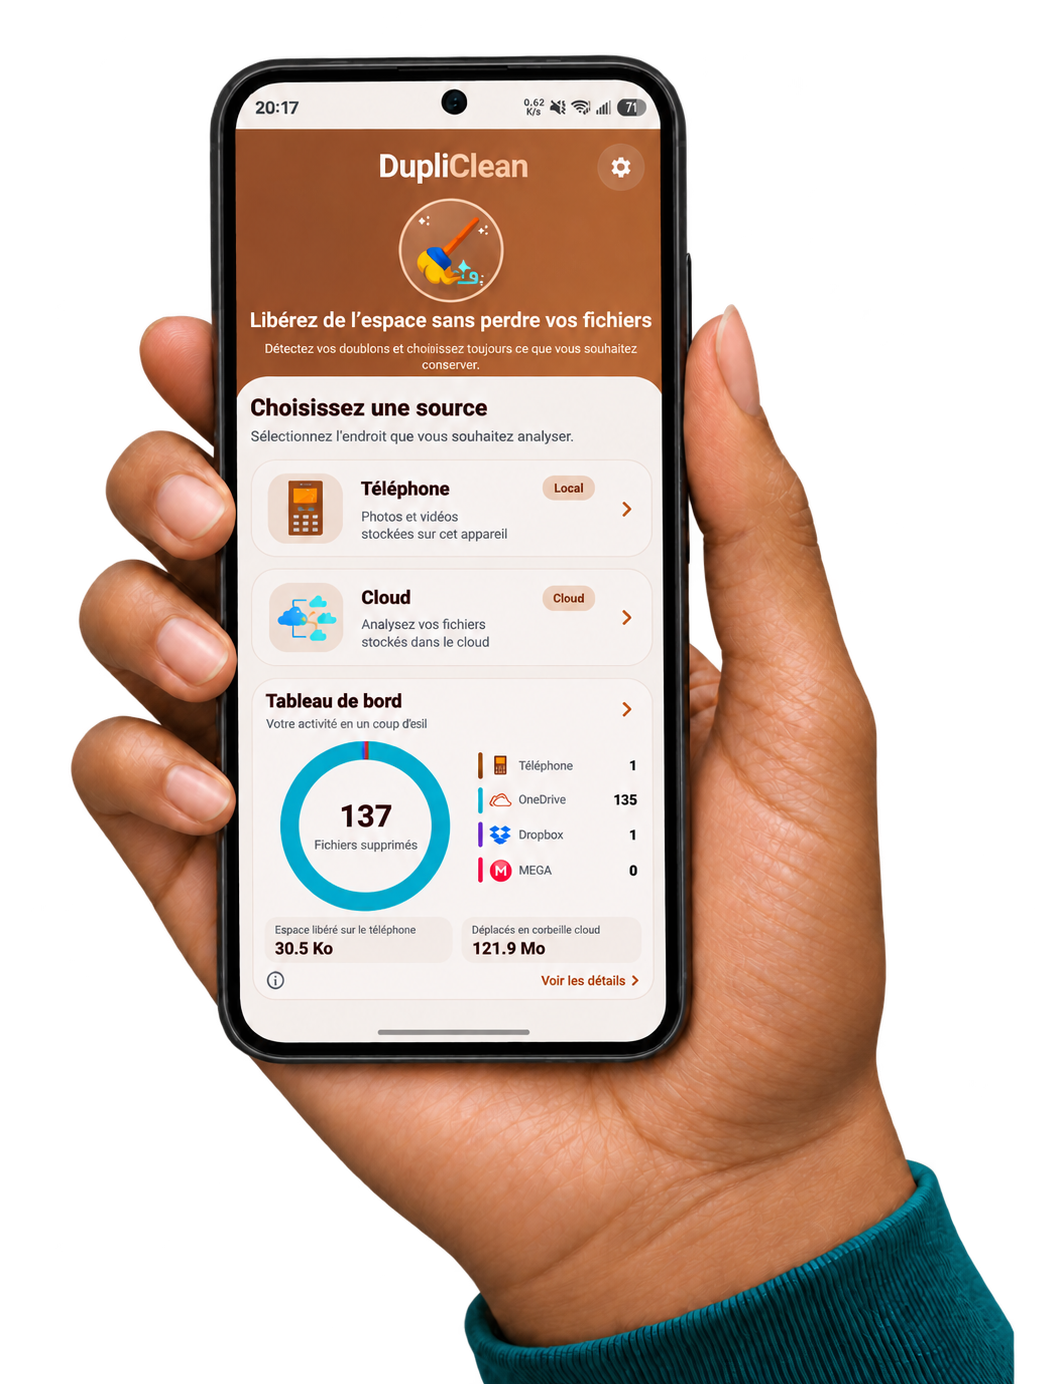 20:17
0.62
K/s
71
DupliClean
Libérez de l'espace sans perdre vos fichiers
Détectez vos doublons et choisissez toujours ce que vous souhaitez
conserver.
Choisissez une source
Sélectionnez l'endroit que vous souhaitez analyser.
Téléphone
Local
Photos et vidéos
stockées sur cet appareil
Cloud
Cloud
Analysez vos fichiers
stockés dans le cloud
Tableau de bord
Votre activité en un coup d'esil
137
Fichiers supprimés
Téléphone 1
OneDrive 135
Dropbox 1
M MEGA 0
Espace libéré sur le téléphone
30.5 Ko
Déplacés en corbeille cloud
121.9 Mo
Voir les détails